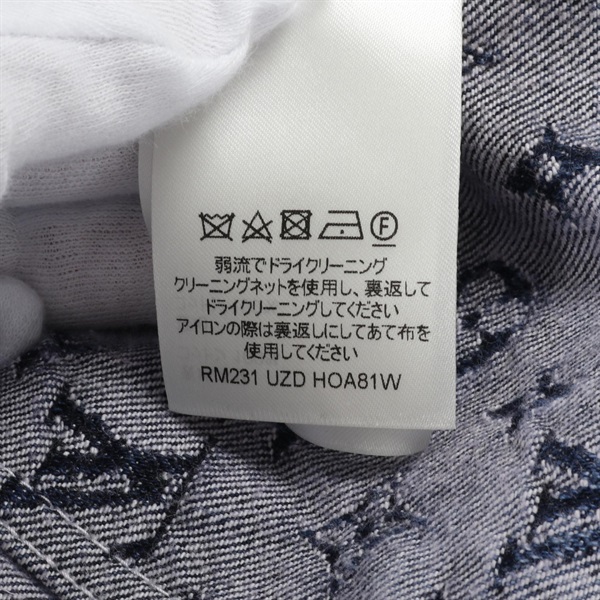 F
弱流でドライクリーニング
クリーニングネットを使用し、裏返して
ドライクリーニングしてください
アイロンの際は裏返しにしてあて布を
使用してください
RM231 UZD HOA81W